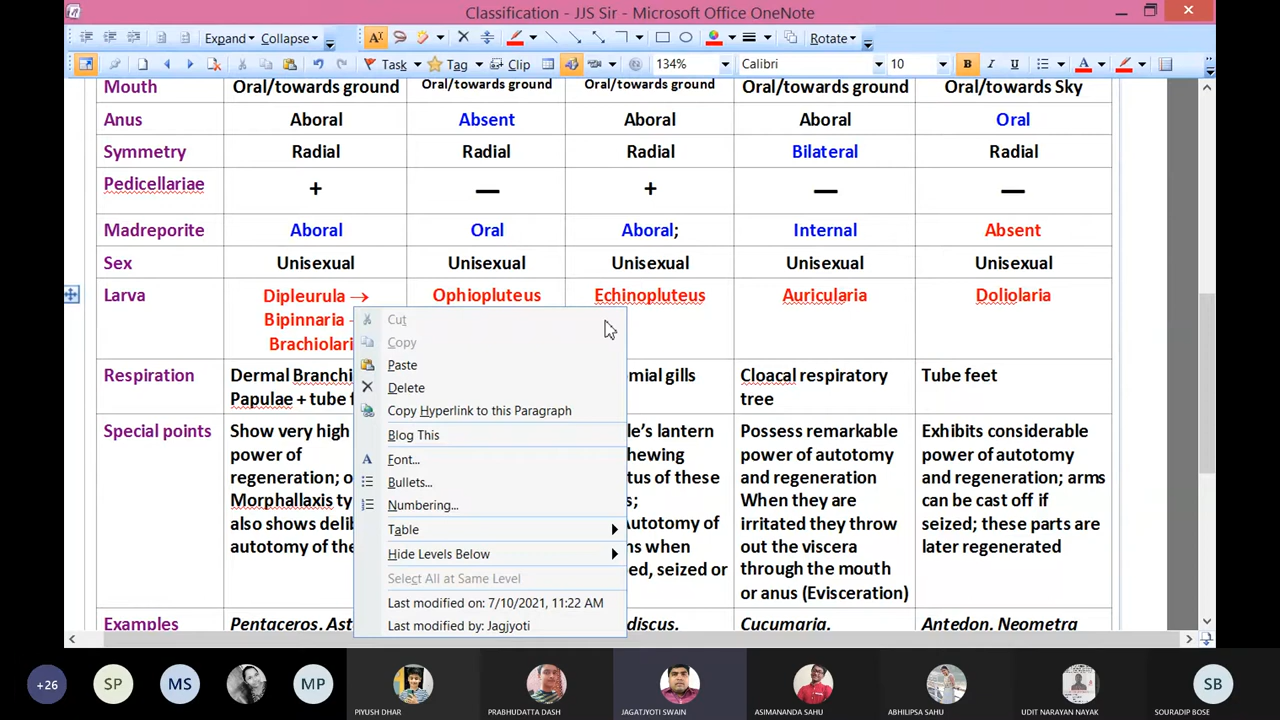 Classification - JJS Sir - Microsoft Office OneNote
Expand Collapse Rotate
Task Tag Clip 134% Calibri 10 B I U A
Mouth Oral/towards ground Oral/towards ground Oral/towards ground Oral/towards ground Oral/towards Sky
Anus Aboral Absent Aboral Aboral Oral
Symmetry Radial Radial Radial Bilateral Radial
Pedicellariae + — + — —
Madreporite Aboral Oral Aboral; Internal Absent
Sex Unisexual Unisexual Unisexual Unisexual Unisexual
Larva Dipleurula → Ophiopluteus Echinopluteus Auricularia Doliolaria
Bipinnaria
Brachiolari
Cut
Copy
Paste
Delete
Copy Hyperlink to this Paragraph
Blog This
Font...
Bullets...
Numbering...
Table
Hide Levels Below
Select All at Same Level
Last modified on: 7/10/2021, 11:22 AM
Last modified by: Jagjyoti
Respiration Dermal Branchi mial gills Cloacal respiratory Tube feet
Papulae + tube f tree
Special points Show very high le's lantern Possess remarkable Exhibits considerable
power of hewing power of autotomy power of autotomy
regeneration; o tus of these and regeneration and regeneration; arms
Morphallaxis ty s; When they are can be cast off if
also shows delib utotomy of irritated they throw seized; these parts are
autotomy of the ns when out the viscera later regenerated
ed, seized or through the mouth
or anus (Evisceration)
Examples Pentaceros, Ast discus, Cucumaria, Antedon, Neometra
+26 SP MS MP SB
PIYUSH DHAR PRABHUDATTA DASH JAGATJYOTI SWAIN ASIMANANDA SAHU ABHILIPSA SAHU UDIT NARAYAN NAYAK SOURADIP BOSE